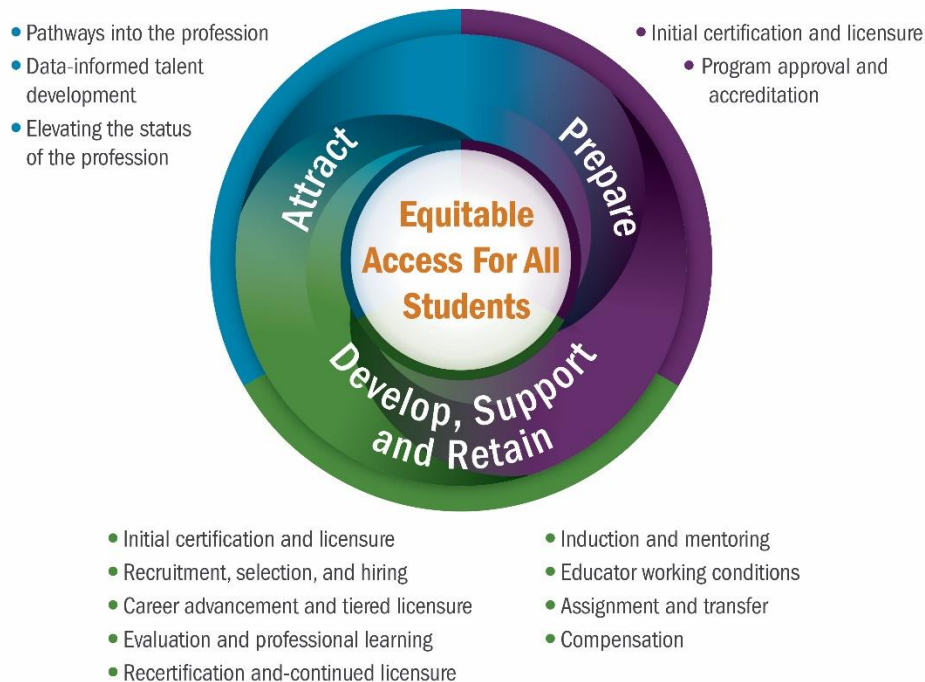 Pathways into the profession
Data-informed talent
development
Elevating the status
of the profession
Initial certification and licensure
Program approval and
accreditation
Attract
Prepare
Equitable
Access For All
Students
Develop, Support
and Retain
Initial certification and licensure
Recruitment, selection, and hiring
Career advancement and tiered licensure
Evaluation and professional learning
Recertification and-continued licensure
Induction and mentoring
Educator working conditions
Assignment and transfer
Compensation